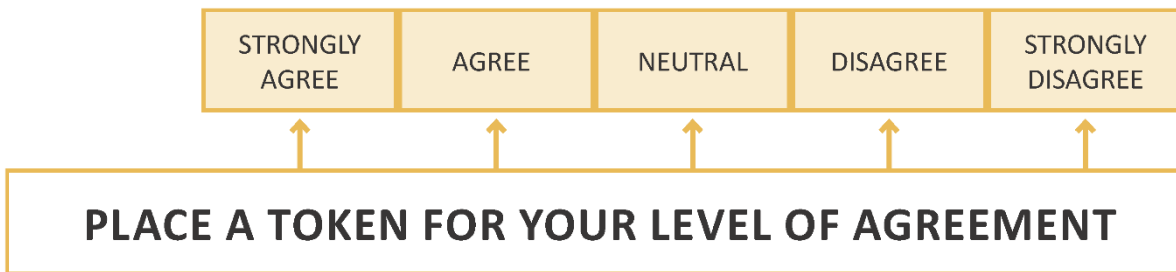 STRONGLY AGREE
AGREE
NEUTRAL
DISAGREE
STRONGLY DISAGREE
PLACE A TOKEN FOR YOUR LEVEL OF AGREEMENT